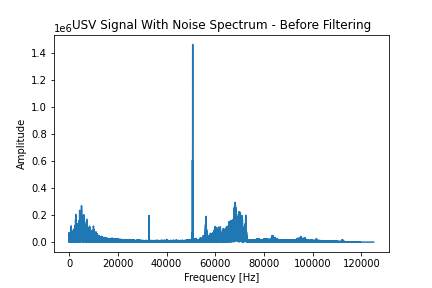 1e6
USV Signal With Noise Spectrum - Before Filtering
1.4
1.2
1.0
0.8
0.6
0.4
0.2
0.0
Amplitude
0 20000 40000 60000 80000 100000 120000
Frequency [Hz]